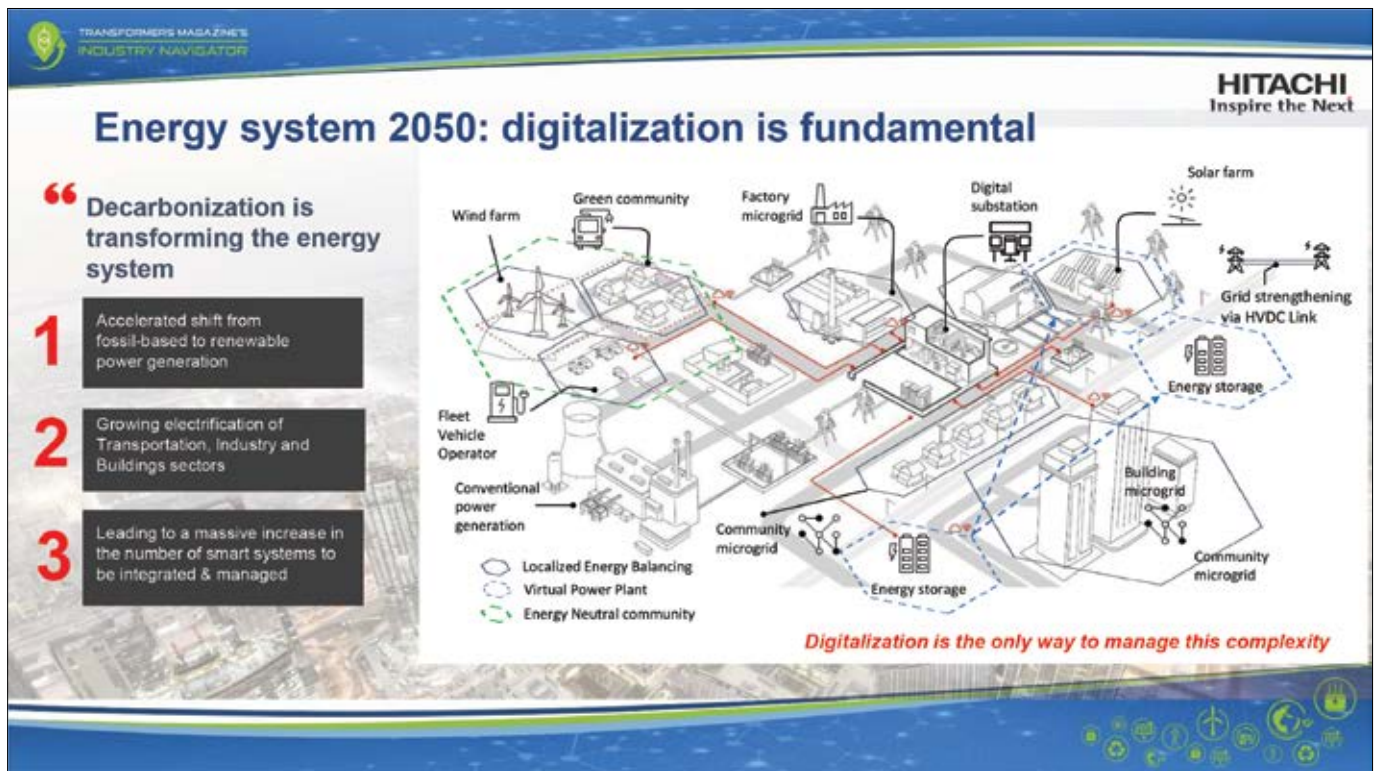 TRANSFORMERS MAGAZINE'S
INDUSTRY NAVIGATOR
HITACHI
Inspire the Next
Energy system 2050: digitalization is fundamental
“ Decarbonization is
transforming the energy
system
1
Accelerated shift from
fossil-based to renewable
power generation
2
Growing electrification of
Transportation, Industry and
Buildings sectors
3
Leading to a massive increase in
the number of smart systems to
be integrated & managed
Wind farm
Green community
Factory
microgrid
Digital
substation
Solar farm
Grid strengthening
via HVDC Link
Energy storage
Fleet
Vehicle
Operator
Conventional
power
generation
Community
microgrid
Energy storage
Building
microgrid
Community
microgrid
Localized Energy Balancing
Virtual Power Plant
Energy Neutral community
Digitalization is the only way to manage this complexity